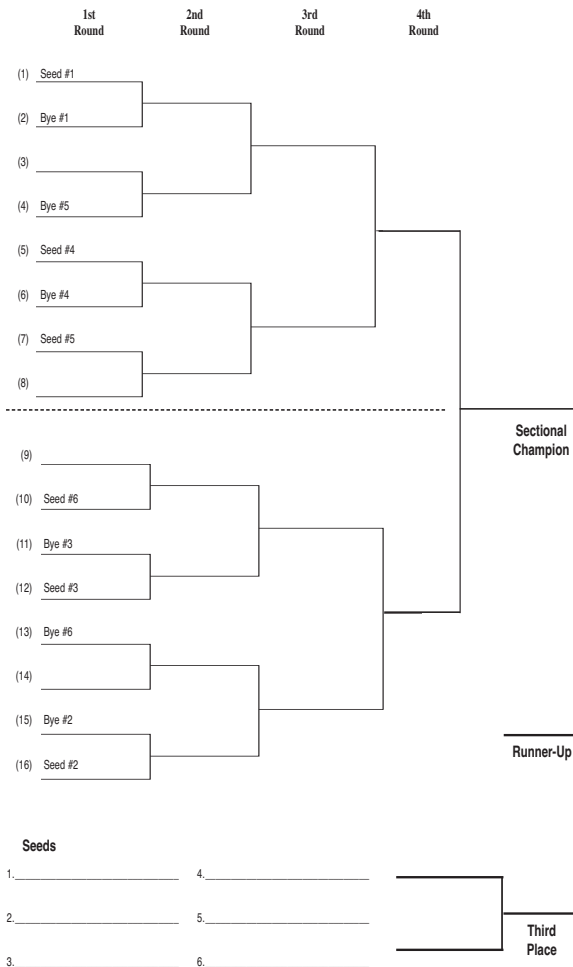 1st 2nd 3rd 4th
Round Round Round Round
(1) Seed #1
(2) Bye #1
(3)
(4) Bye #5
(5) Seed #4
(6) Bye #4
(7) Seed #5
(8)
Sectional
Champion
(9)
(10) Seed #6
(11) Bye #3
(12) Seed #3
(13) Bye #6
(14)
(15) Bye #2
(16) Seed #2
Runner-Up
Seeds
1. 4.
2. 5.
3. 6.
Third
Place